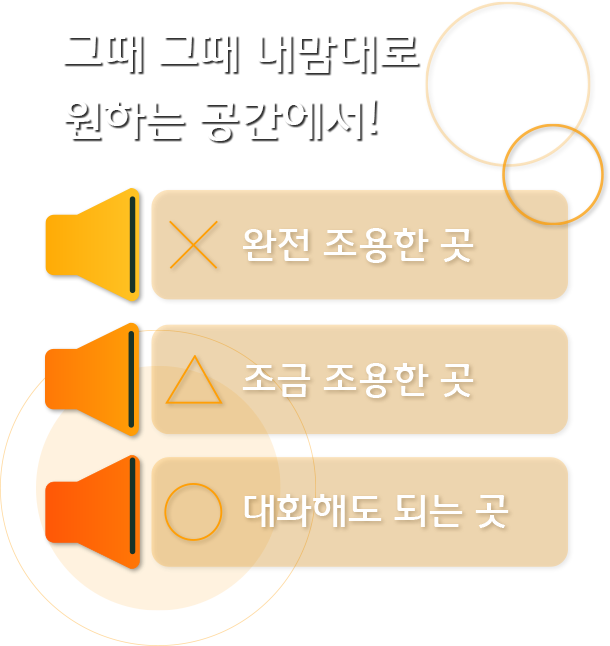 그때 그때 내맘대로
원하는 공간에서!
완전 조용한 곳
조금 조용한 곳
대화해도 되는 곳